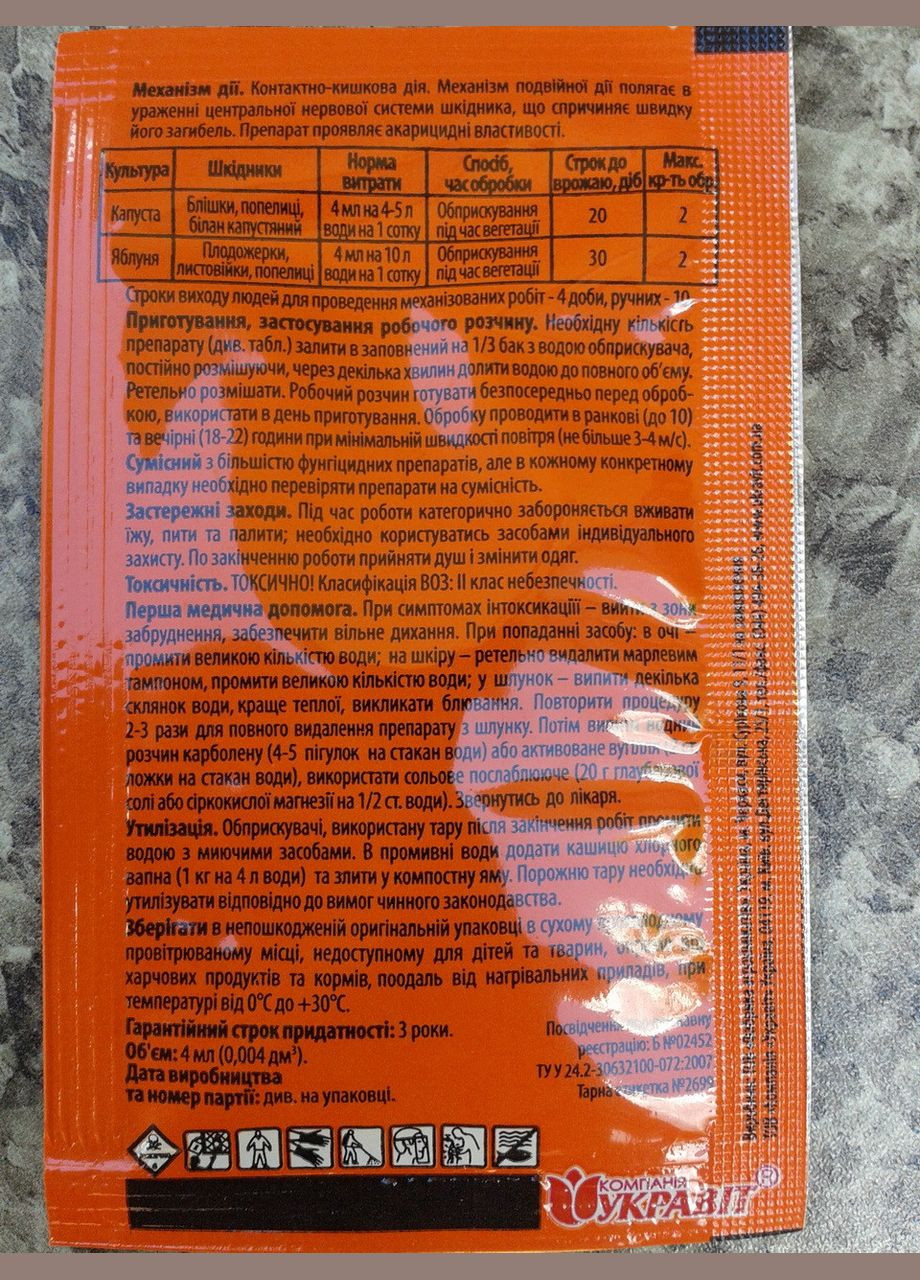 Механізм дії. Контактно-кишкова дія. Механізм подвійної дії полягає в
ураженні центральної нервової системи шкідника, що спричиняє швидку
його загибель. Препарат проявляє акарицидні властивості.
Культура Шкідники Норма витрати Спосіб, час обробки Строк до врожаю, діб Макс. кр-ть обр.
Капуста Блішки, попелиці, білан капустяний 4 мл на 4-5 л води на 1 сотку Обприскування під час вегетації 20 2
Яблуня Плодожерки, листовійки, попелиці 4 мл на 10 л води на 1 сотку Обприскування під час вегетації 30 2
Строки виходу людей для проведення механізованих робіт - 4 доби, ручних - 10
Приготування, застосування робочого розчину. Необхідну кількість
препарату (див. табл.) залити в заповнений на 1/3 бак з водою обприскувача,
постійно розмішуючи, через декілька хвилин долити водою до повного об’єму.
Ретельно розмішати. Робочий розчин готувати безпосередньо перед оброб-
кою, використати в день приготування. Обробку проводити в ранкові (до 10)
та вечірні (18-22) години при мінімальній швидкості повітря (не більше 3-4 м/с).
Сумісний з більшістю фунгіцидних препаратів, але в кожному конкретному
випадку необхідно перевіряти препарати на сумісність.
Застережні заходи. Під час роботи категорично забороняється вживати
їжу, пити та палити; необхідно користуватись засобами індивідуального
захисту. По закінченню роботи прийняти душ і змінити одяг.
Токсичність. ТОКСИЧНО! Класифікація ВОЗ: II клас небезпечності.
Перша медична допомога. При симптомах інтоксикаціїї – вийти з зони
забруднення, забезпечити вільне дихання. При попаданні засобу: в очі –
промити великою кількістю води; на шкіру – ретельно видалити марлевим
тампоном, промити великою кількістю води; у шлунок – випити декілька
склянок води, краще теплої, викликати блювання. Повторити процедуру
2-3 рази для повного видалення препарату з шлунку. Потім водний
розчин карболену (4-5 пігулок на стакан води) або активоване
ложки на стакан води), використати сольове послаблююче (20 г глауберової
солі або сіркокислої магнезії на 1/2 ст. води). Звернутись до лікаря.
Утилізація. Обприскувачі, використану тару після закінчення робіт промити
водою з миючими засобами. В промивні води додати кашицю хлорного
вапна (1 кг на 4 л води) та злити у компостну яму. Порожню тару необхідно
утилізувати відповідно до вимог чинного законодавства.
Зберігати в непошкодженій оригінальній упаковці в сухому
провітрюваному місці, недоступному для дітей та тварин,
харчових продуктів та кормів, поодаль від нагрівальних приладів, при
температурі від 0°С до +30°С.
Гарантійний строк придатності: 3 роки.
Об'єм: 4 мл (0,004 дм³).
Дата виробництва
та номер партії: див. на упаковці.
Посвідчення
реєстрацію: Б №02452
ТУ У 24.2-30632100-072:2007
Тарна етикетка №2699
КОМПАНІЯ
УКРАВІТ®